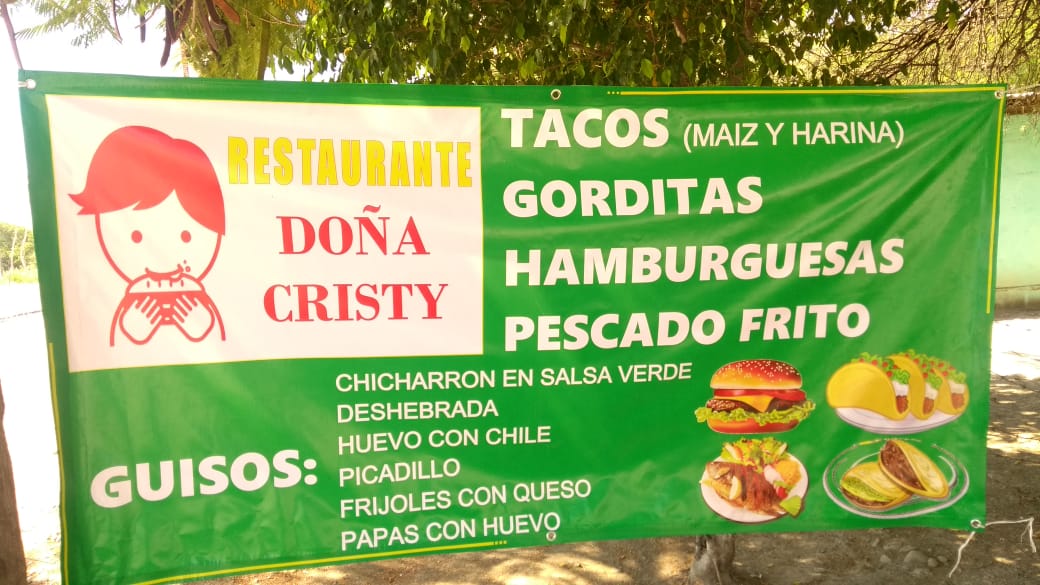 RESTAURANTE
DOÑA
CRISTY
TACOS (MAIZ Y HARINA)
GORDITAS
HAMBURGUESAS
PESCADO FRITO
GUISOS:
CHICHARRON EN SALSA VERDE
DESHEBRADA
HUEVO CON CHILE
PICADILLO
FRIJOLES CON QUESO
PAPAS CON HUEVO